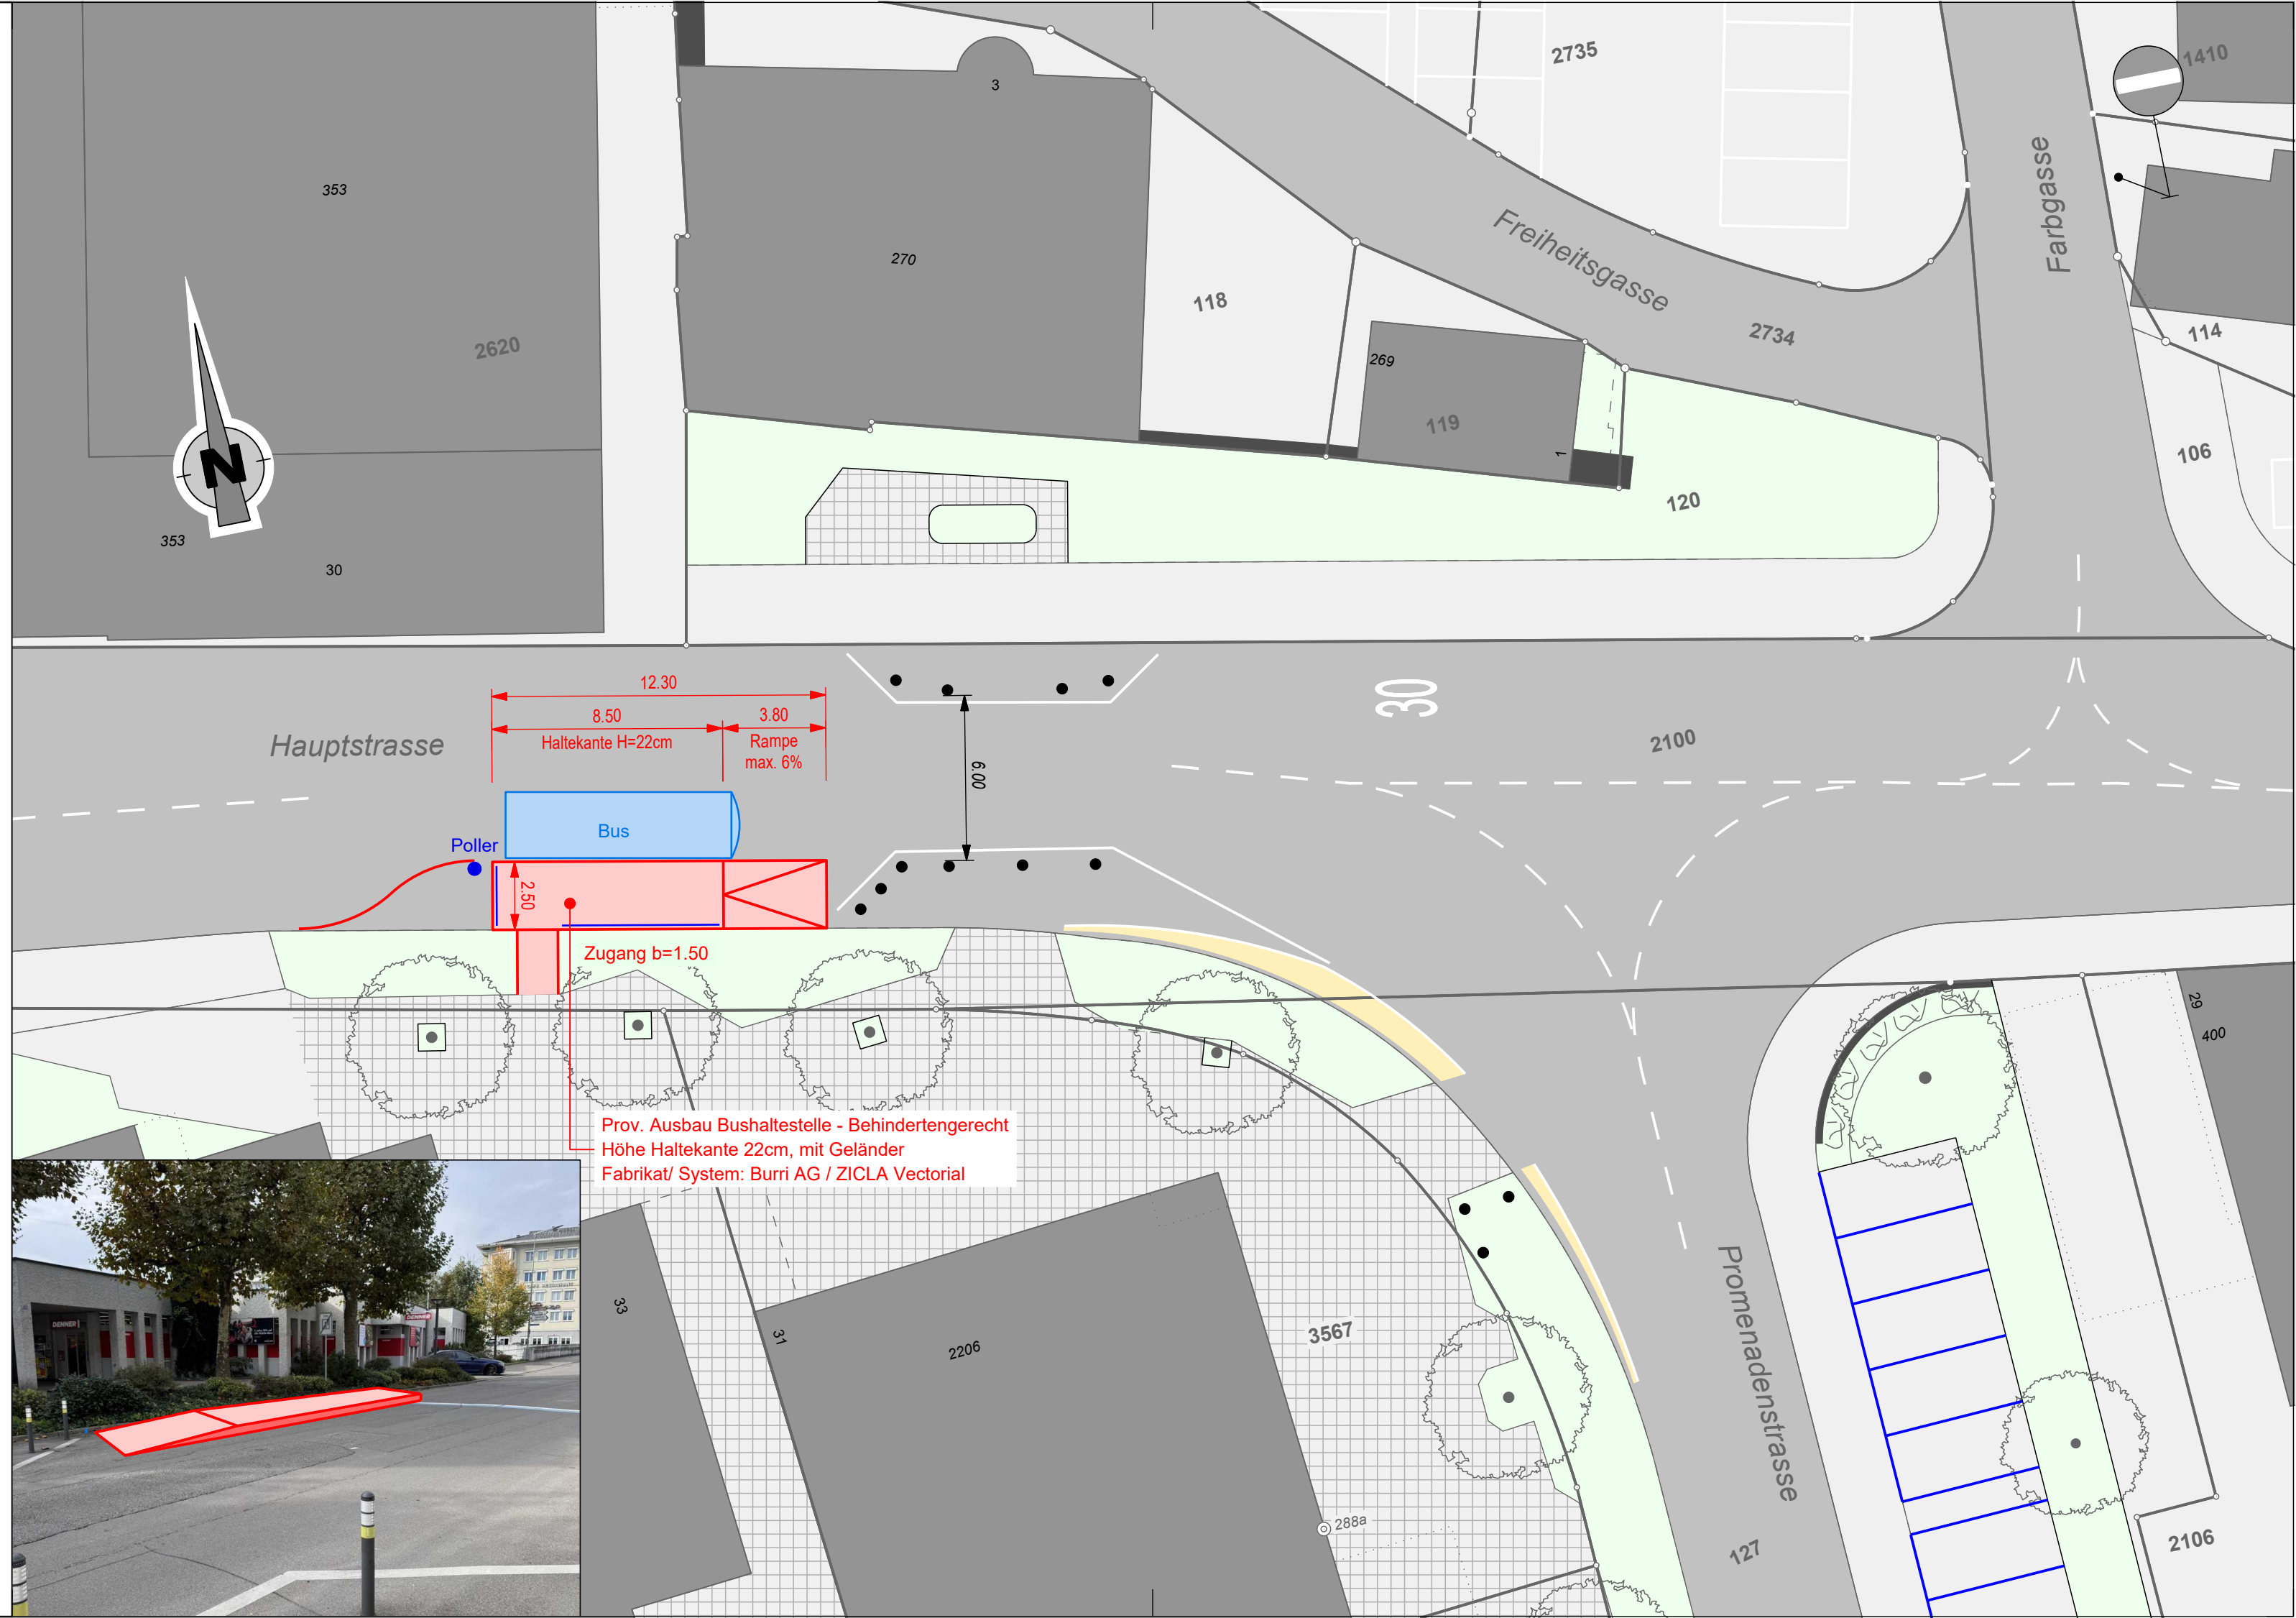 2735
1410
3
353
Freiheitsgasse
Farbgasse
270
118
2734
114
2620
269
119
106
1
120
N
353
30
12.30
8.50
3.80
Haltekante H=22cm
Rampe
max. 6%
30
Hauptstrasse
2100
6.00
Bus
Poller
2.50
Zugang b=1.50
29
400
Prov. Ausbau Bushaltestelle - Behindertengerecht
Höhe Haltekante 22cm, mit Geländer
Fabrikat/ System: Burri AG / ZICLA Vectorial
DENNER
DENNER
33
31
2206
3567
Promenadenstrasse
288a
127
2106